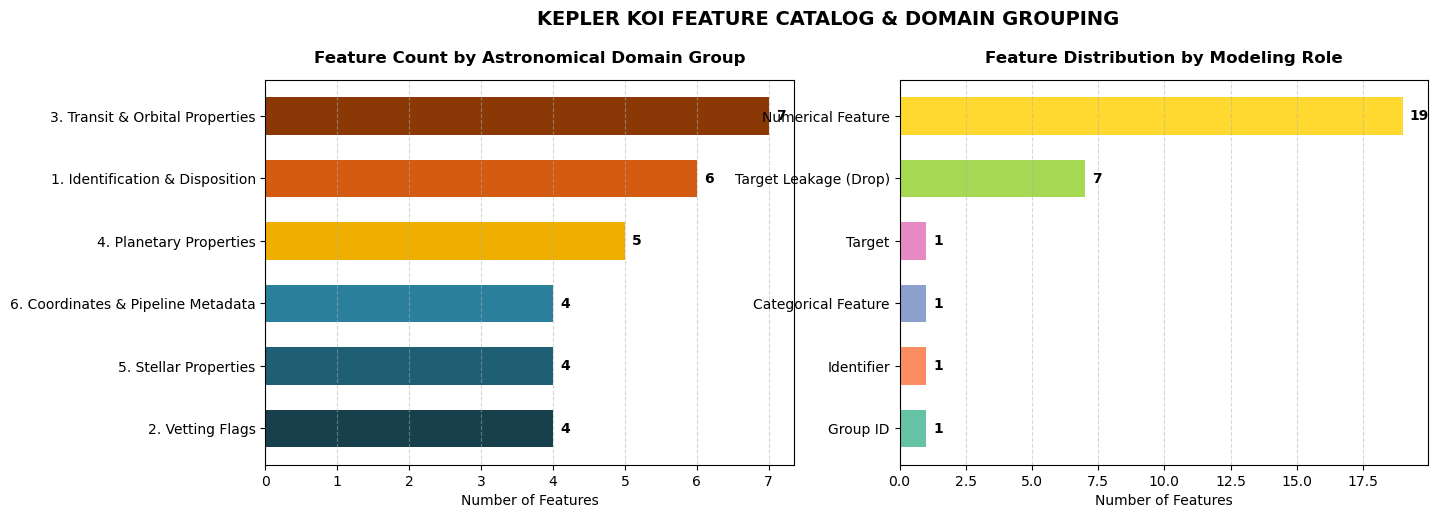 KEPLER KOI FEATURE CATALOG & DOMAIN GROUPING
Feature Count by Astronomical Domain Group
3. Transit & Orbital Properties 7
1. Identification & Disposition 6
4. Planetary Properties 5
6. Coordinates & Pipeline Metadata 4
5. Stellar Properties 4
2. Vetting Flags 4
0 1 2 3 4 5 6 7
Number of Features
Feature Distribution by Modeling Role
Numerical Feature 19
Target Leakage (Drop) 7
Target 1
Categorical Feature 1
Identifier 1
Group ID 1
0.0 2.5 5.0 7.5 10.0 12.5 15.0 17.5
Number of Features